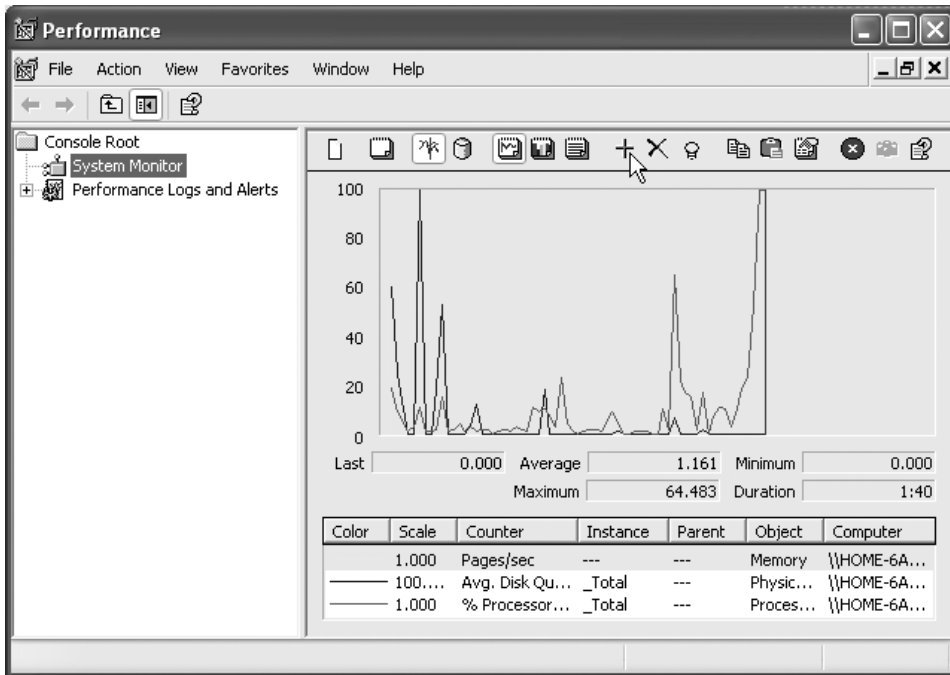 Performance
File Action View Favorites Window Help
Console Root
System Monitor
Performance Logs and Alerts
100
80
60
40
20
0
Last 0.000 Average 1.161 Minimum 0.000
Maximum 64.483 Duration 1:40
Color Scale Counter Instance Parent Object Computer
1.000 Pages/sec --- --- Memory \\HOME-6A...
100.... Avg. Disk Qu... _Total --- Physic... \\HOME-6A...
1.000 % Processor... _Total --- Proces... \\HOME-6A...